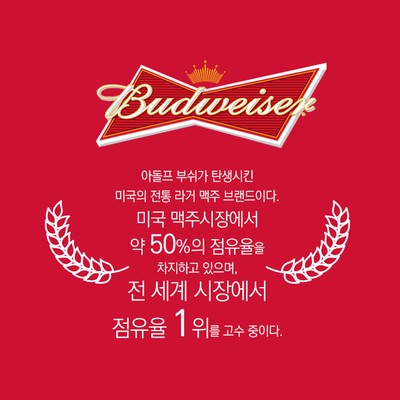 Budweiser
아돌프 부쉬가 탄생시킨
미국의 전통 라거 맥주 브랜드이다.
미국 맥주시장에서
약 50%의 점유율을
차지하고 있으며,
전 세계 시장에서
점유율 1위를 고수 중이다.